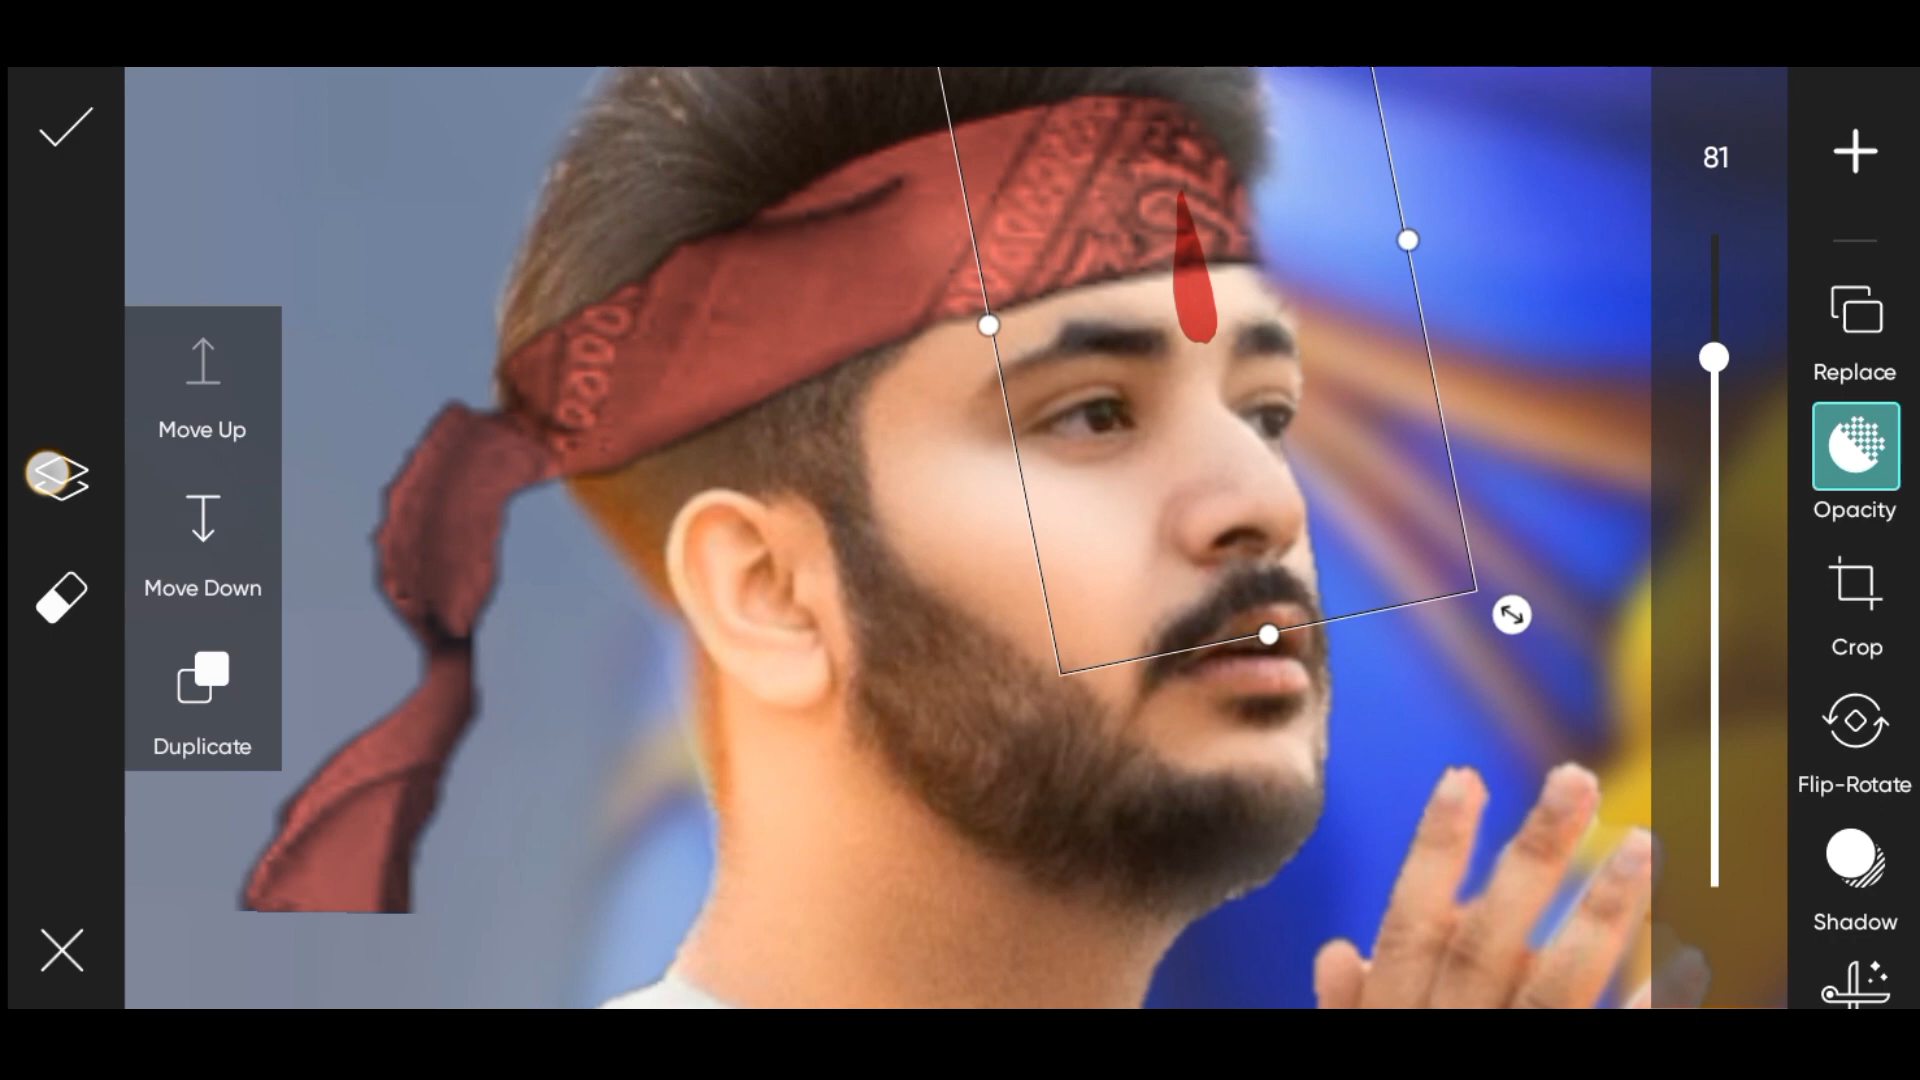 Move Up
Move Down
Duplicate
81
Replace
Opacity
Crop
Flip-Rotate
Shadow